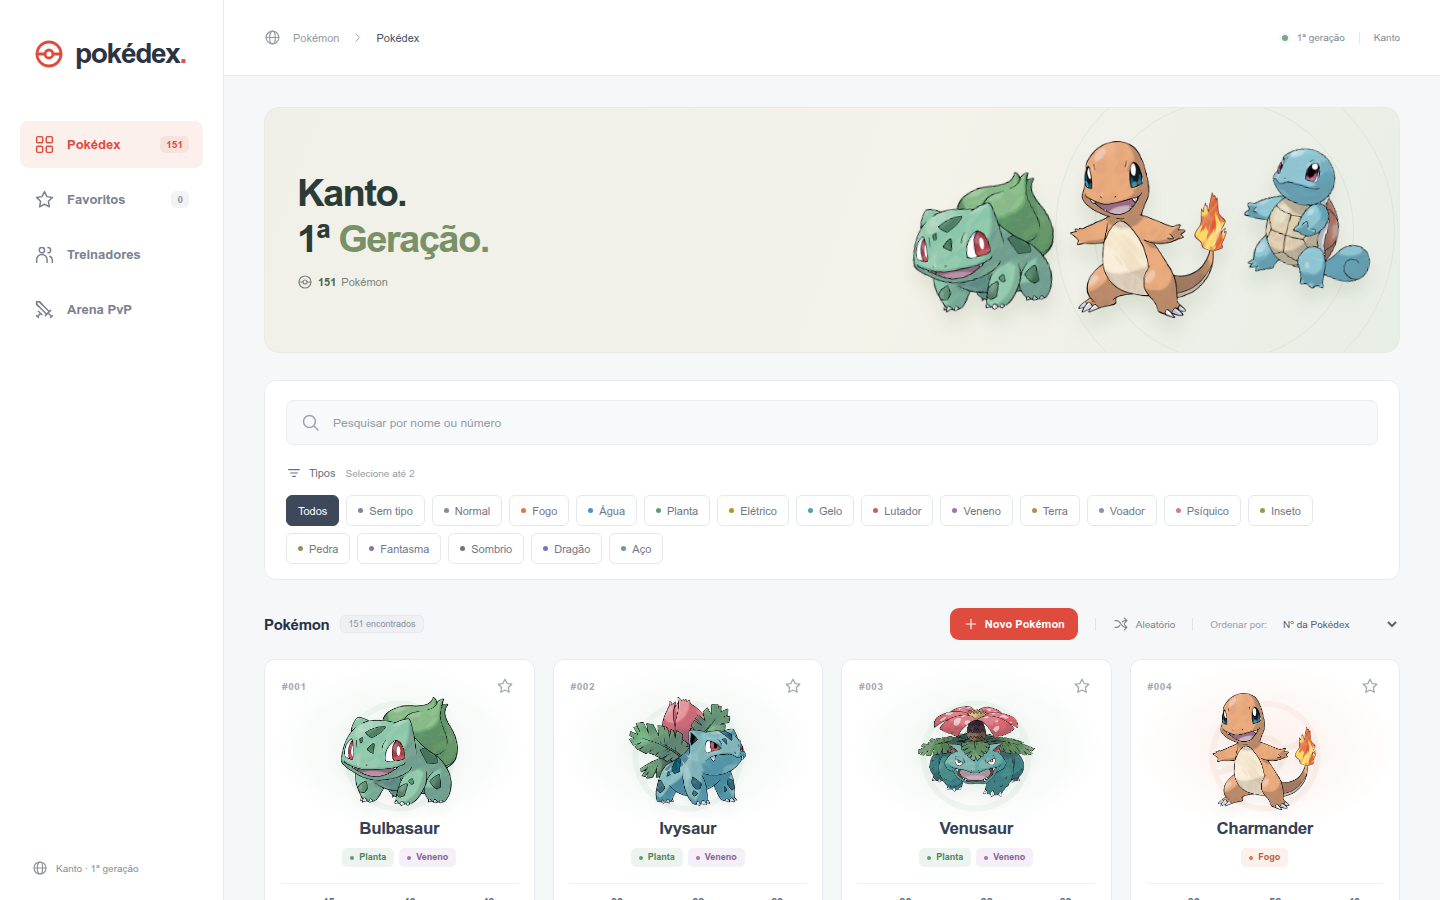 pokédex.
Pokédex 151
Favoritos 0
Treinadores
Arena PvP
Kanto · 1ª geração
Pokémon > Pokédex
1ª geração | Kanto
Kanto.
1ª Geração.
151 Pokémon
Pesquisar por nome ou número
Tipos Selecione até 2
Todos Sem tipo Normal Fogo Água Planta Elétrico Gelo Lutador Veneno Terra Voador Psíquico Inseto
Pedra Fantasma Sombrio Dragão Aço
Pokémon 151 encontrados
+ Novo Pokémon Aleatório Ordenar por: Nº da Pokédex
#001 #002 #003 #004
Bulbasaur Ivysaur Venusaur Charmander
Planta Veneno Planta Veneno Planta Veneno Fogo